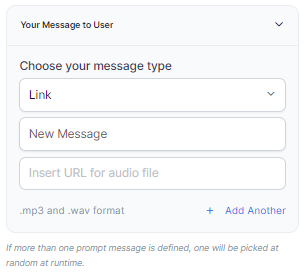 Your Message to User
Choose your message type
Link
New Message
Insert URL for audio file
.mp3 and .wav format + Add Another
If more than one prompt message is defined, one will be picked at
random at runtime.